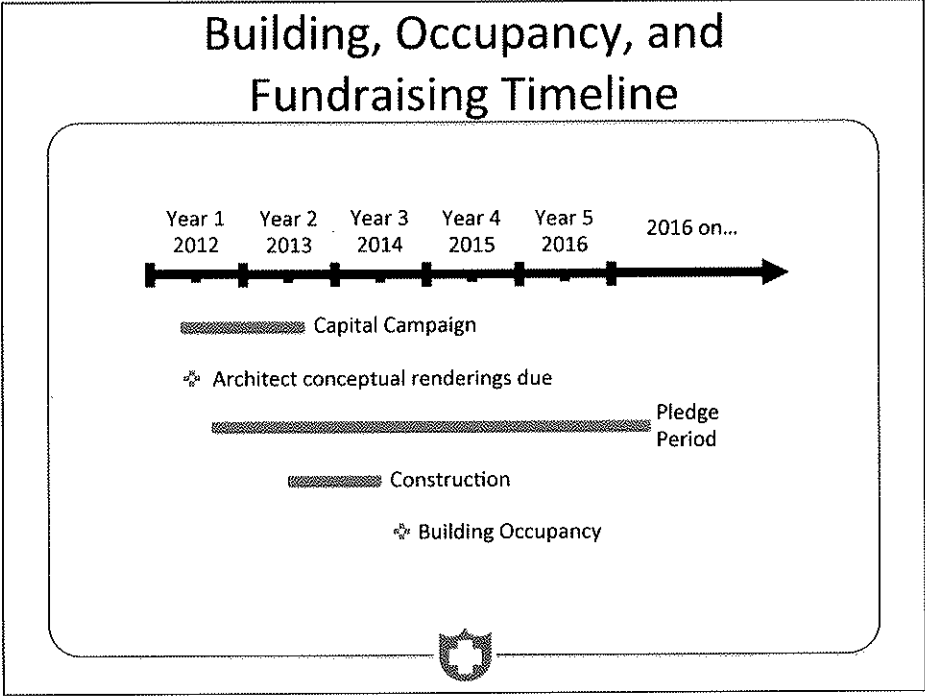 Building, Occupancy, and
Fundraising Timeline
Year 1 Year 2 Year 3 Year 4 Year 5 2016 on...
2012 2013 2014 2015 2016
Capital Campaign
Architect conceptual renderings due
Pledge
Period
Construction
Building Occupancy